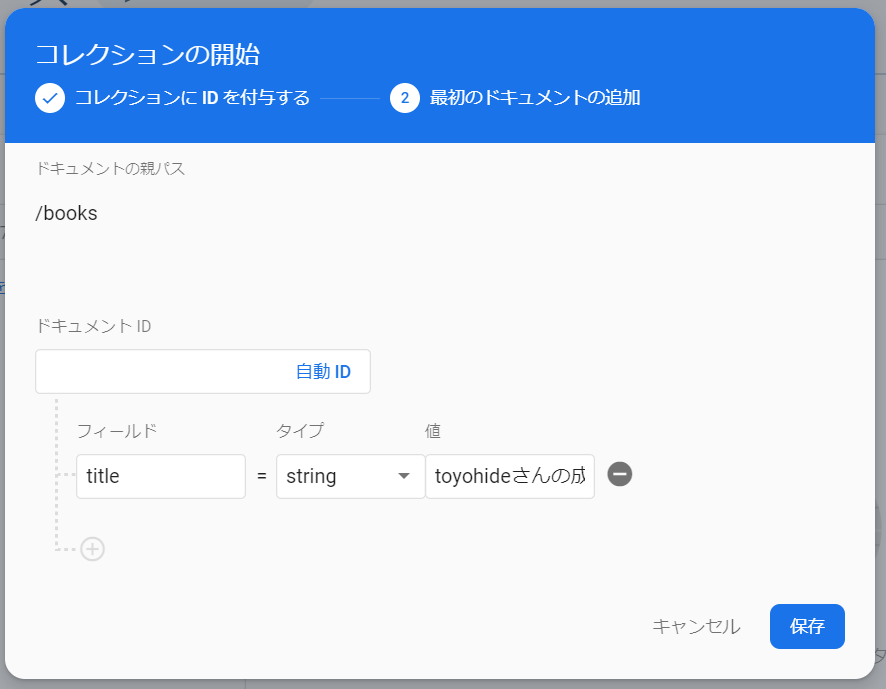 コレクションの開始
コレクションに ID を付与する
2 最初のドキュメントの追加
ドキュメントの親パス
/books
ドキュメント ID
自動 ID
フィールド タイプ 値
title = string toyohideさんの成
キャンセル 保存